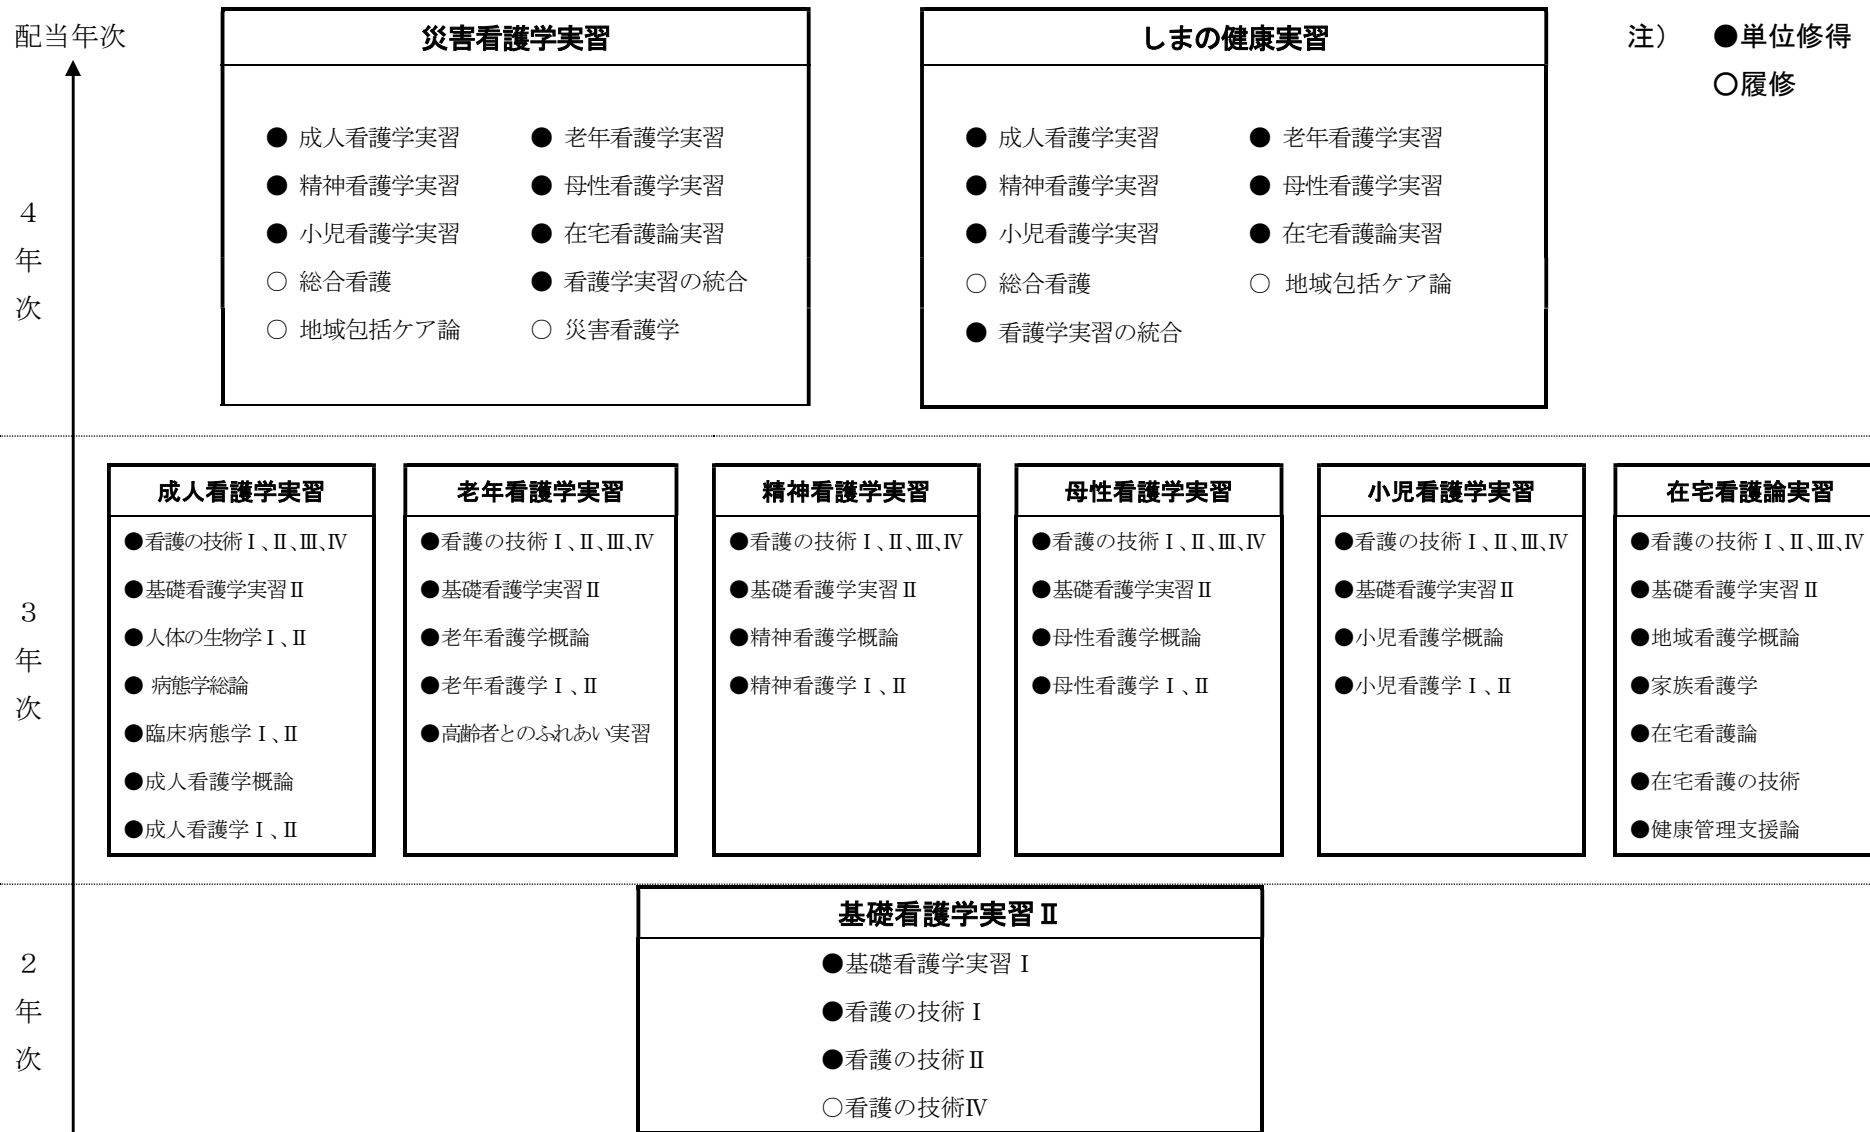 配当年次
災害看護学実習
● 成人看護学実習 ● 老年看護学実習
● 精神看護学実習 ● 母性看護学実習
● 小児看護学実習 ● 在宅看護論実習
○ 総合看護 ● 看護学実習の統合
○ 地域包括ケア論 ○ 災害看護学
しまの健康実習
● 成人看護学実習 ● 老年看護学実習
● 精神看護学実習 ● 母性看護学実習
● 小児看護学実習 ● 在宅看護論実習
○ 総合看護 ○ 地域包括ケア論
● 看護学実習の統合
注） ●単位修得
○履修
4年次
成人看護学実習
●看護の技術Ⅰ、Ⅱ、Ⅲ、Ⅳ
●基礎看護学実習Ⅱ
●人体の生物学Ⅰ、Ⅱ
● 病態学総論
●臨床病態学Ⅰ、Ⅱ
●成人看護学概論
●成人看護学Ⅰ、Ⅱ
老年看護学実習
●看護の技術Ⅰ、Ⅱ、Ⅲ、Ⅳ
●基礎看護学実習Ⅱ
●老年看護学概論
●老年看護学Ⅰ、Ⅱ
●高齢者とのふれあい実習
精神看護学実習
●看護の技術Ⅰ、Ⅱ、Ⅲ、Ⅳ
●基礎看護学実習Ⅱ
●精神看護学概論
●精神看護学Ⅰ、Ⅱ
母性看護学実習
●看護の技術Ⅰ、Ⅱ、Ⅲ、Ⅳ
●基礎看護学実習Ⅱ
●母性看護学概論
●母性看護学Ⅰ、Ⅱ
小児看護学実習
●看護の技術Ⅰ、Ⅱ、Ⅲ、Ⅳ
●基礎看護学実習Ⅱ
●小児看護学概論
●小児看護学Ⅰ、Ⅱ
在宅看護論実習
●看護の技術Ⅰ、Ⅱ、Ⅲ、Ⅳ
●基礎看護学実習Ⅱ
●地域看護学概論
●家族看護学
●在宅看護論
●在宅看護の技術
●健康管理支援論
3年次
基礎看護学実習Ⅱ
●基礎看護学実習Ⅰ
●看護の技術Ⅰ
●看護の技術Ⅱ
○看護の技術Ⅳ
2年次